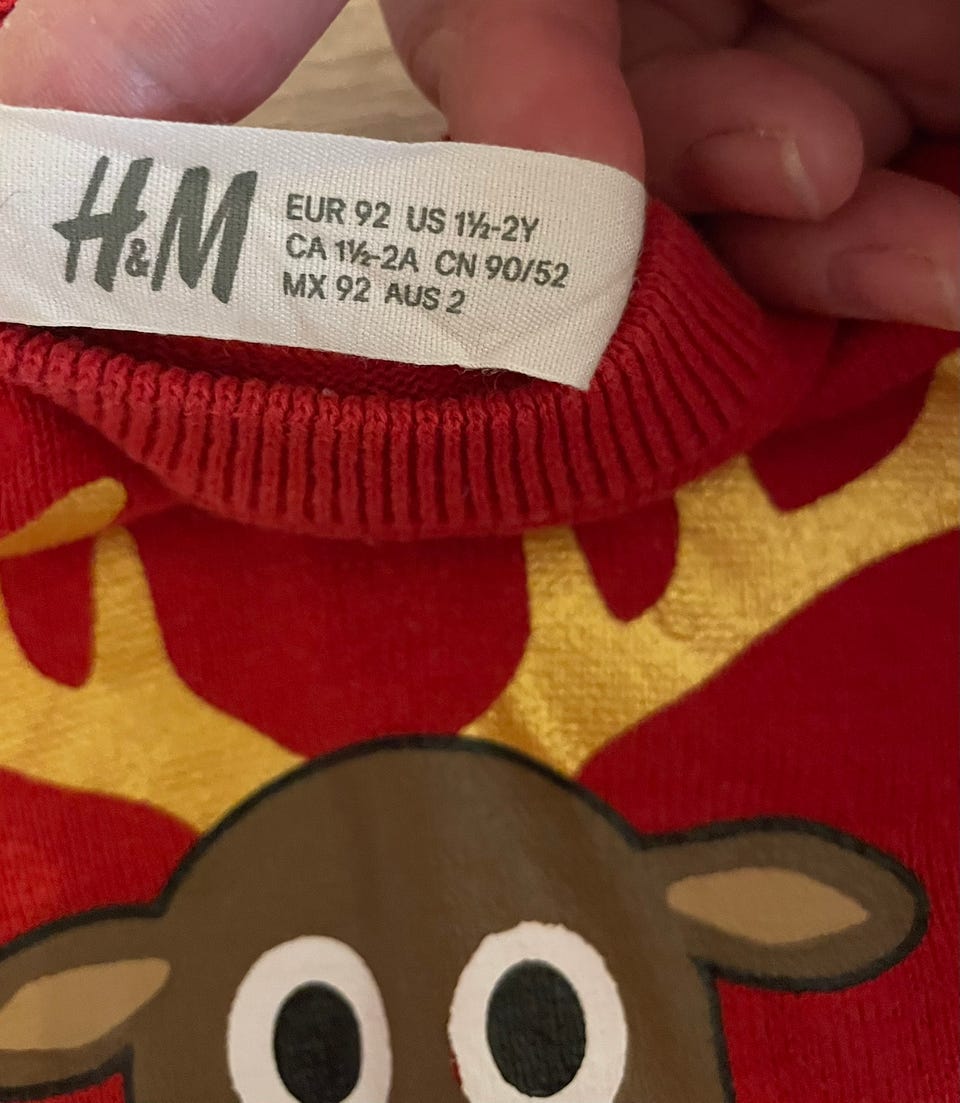 H&M
EUR 92 US 1½-2Y
CA 1½-2A CN 90/52
MX 92 AUS 2